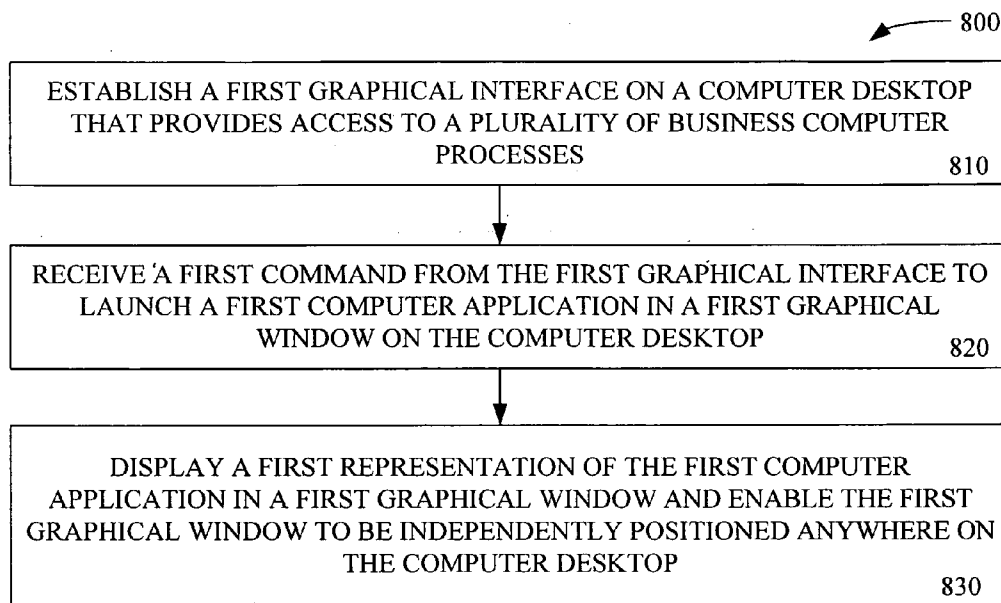 800
ESTABLISH A FIRST GRAPHICAL INTERFACE ON A COMPUTER DESKTOP
THAT PROVIDES ACCESS TO A PLURALITY OF BUSINESS COMPUTER
PROCESSES
810
RECEIVE A FIRST COMMAND FROM THE FIRST GRAPHICAL INTERFACE TO
LAUNCH A FIRST COMPUTER APPLICATION IN A FIRST GRAPHICAL
WINDOW ON THE COMPUTER DESKTOP
820
DISPLAY A FIRST REPRESENTATION OF THE FIRST COMPUTER
APPLICATION IN A FIRST GRAPHICAL WINDOW AND ENABLE THE FIRST
GRAPHICAL WINDOW TO BE INDEPENDENTLY POSITIONED ANYWHERE ON
THE COMPUTER DESKTOP
830